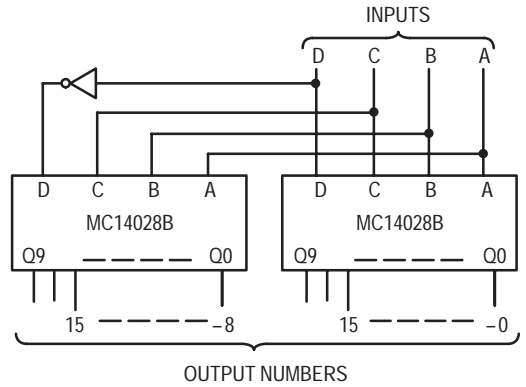 INPUTS
D C B A
D C B A D C B A
MC14028B MC14028B
Q9 Q0 Q9 Q0
15 –8 15 –0
OUTPUT NUMBERS